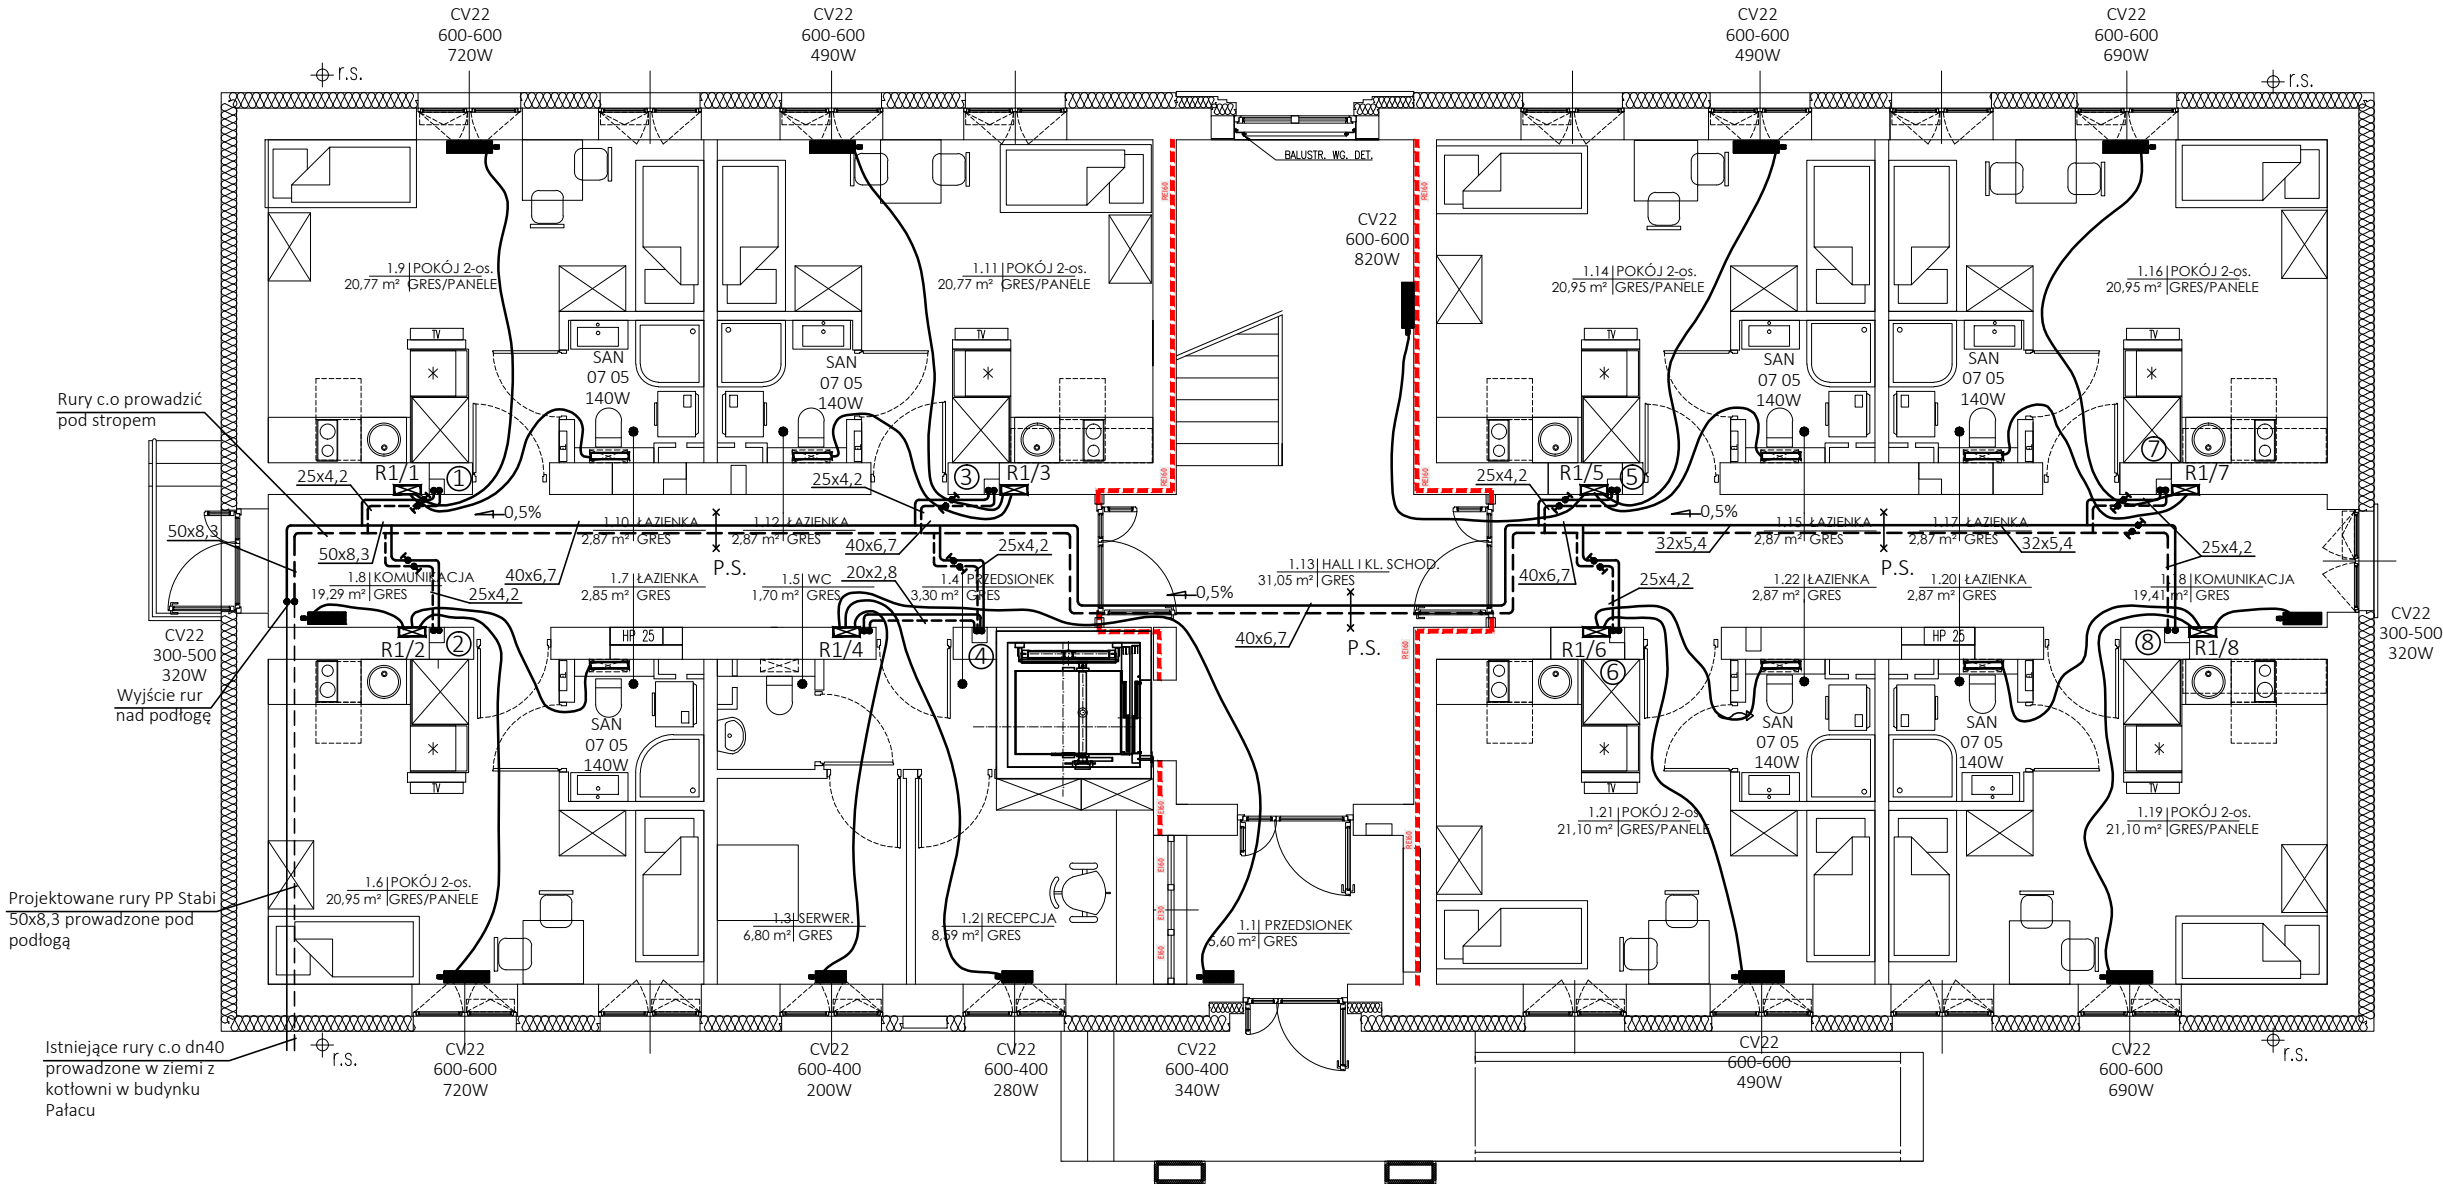 CV22
600-600
720W
CV22
600-600
490W
CV22
600-600
490W
CV22
600-600
690W
r.s.
r.s.
BALUSTR. WG. DET.
REI60
REI60
CV22
600-600
820W
1.9 POKÓJ 2-os.
20,77 m² GRES/PANELE
1.11 POKÓJ 2-os.
20,77 m² GRES/PANELE
1.14 POKÓJ 2-os.
20,95 m² GRES/PANELE
1.16 POKÓJ 2-os.
20,95 m² GRES/PANELE
TV
TV
TV
TV
SAN
07 05
140W
SAN
07 05
140W
SAN
07 05
140W
SAN
07 05
140W
Rury c.o prowadzić
pod stropem
REI60
REI60
R1/1
1
3
R1/3
R1/5
5
7
R1/7
25x4,2
25x4,2
25x4,2
0,5%
0,5%
50x8,3
50x8,3
40x6,7
1.10 ŁAZIENKA
2,87 m² GRES
1.12 ŁAZIENKA
2,87 m² GRES
40x6,7
25x4,2
1.15 ŁAZIENKA
2,87 m² GRES
1.17 ŁAZIENKA
2,87 m² GRES
32x5,4
32x5,4
25x4,2
P.S.
P.S.
1.8 KOMUNIKACJA
19,29 m² GRES
25x4,2
1.7 ŁAZIENKA
2,85 m² GRES
1.5 WC
1,70 m² GRES
20x2,8
1.4 PRZEDSIONEK
3,30 m² GRES
0,5%
1.13 HALL I KL. SCHOD.
31,05 m² GRES
40x6,7
25x4,2
1.22 ŁAZIENKA
2,87 m² GRES
1.20 ŁAZIENKA
2,87 m² GRES
1 8 KOMUNIKACJA
19,41 m² GRES
CV22
300-500
320W
R1/2
2
HP 25
R1/4
4
40x6,7
P.S.
REI60
R1/6
6
HP 25
8
R1/8
CV22
300-500
320W
Wyjście rur
nad podłogę
SAN
07 05
140W
SAN
07 05
140W
SAN
07 05
140W
TV
TV
TV
EI60
REI60
1.21 POKÓJ 2-os.
21,10 m² GRES/PANELE
1.19 POKÓJ 2-os.
21,10 m² GRES/PANELE
EI60
1.6 POKÓJ 2-os.
20,95 m² GRES/PANELE
Projektowane rury PP Stabi
50x8,3 prowadzone pod
podłogą
1.3 SERWER.
6,80 m² GRES
1.2 RECEPCJA
8,59 m² GRES
EI30
EI60
1.1 PRZEDSIONEK
5,60 m² GRES
Istniejące rury c.o dn40
prowadzone w ziemi z
kotłowni w budynku
Pałacu
r.s.
r.s.
CV22
600-600
720W
CV22
600-400
200W
CV22
600-400
280W
CV22
600-400
340W
CV22
600-600
490W
CV22
600-600
690W